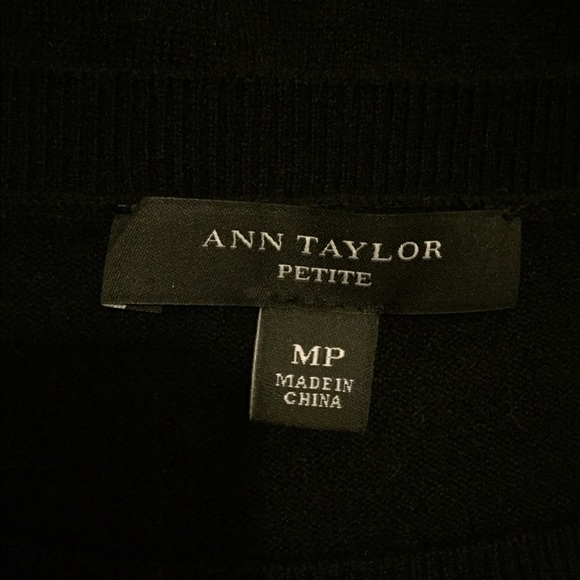 ANN TAYLOR
PETITE
MP
MADE IN
CHINA